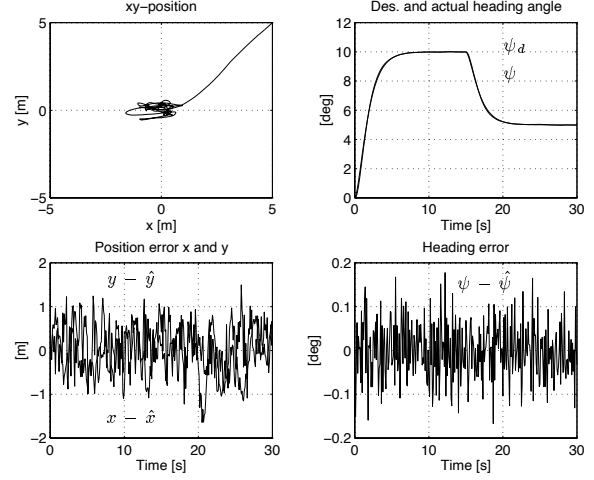 xy−position
5
0
−5
−5 0 5
y [m]
x [m]
Des. and actual heading angle
12
10
8
6
4
2
0
0 10 20 30
[deg]
Time [s]
ψ_d
ψ
Position error x and y
2
1
0
−1
−2
0 10 20 30
[m]
Time [s]
y − ŷ
x − x̂
Heading error
0.2
0.1
0
−0.1
−0.2
0 10 20 30
[deg]
Time [s]
ψ − ψ̂